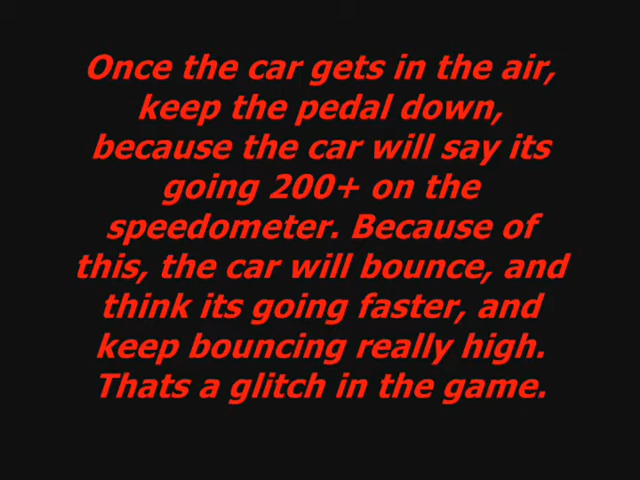 Once the car gets in the air,
keep the pedal down,
because the car will say its
going 200+ on the
speedometer. Because of
this, the car will bounce, and
think its going faster, and
keep bouncing really high.
Thats a glitch in the game.